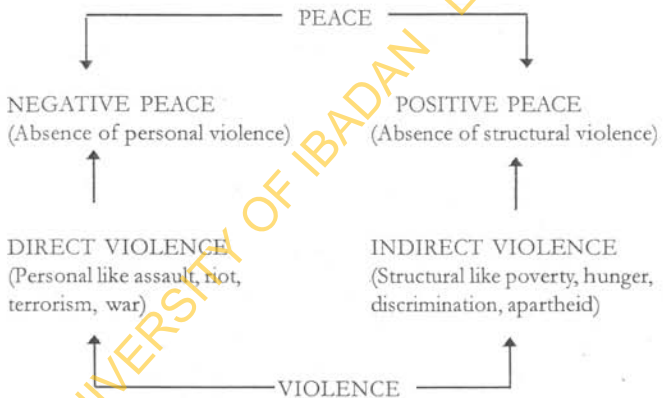 PEACE
NEGATIVE PEACE
(Absence of personal violence)
POSITIVE PEACE
(Absence of structural violence)
DIRECT VIOLENCE
(Personal like assault, riot,
terrorism, war)
INDIRECT VIOLENCE
(Structural like poverty, hunger,
discrimination, apartheid)
VIOLENCE
UNIVERSITY OF IBADAN